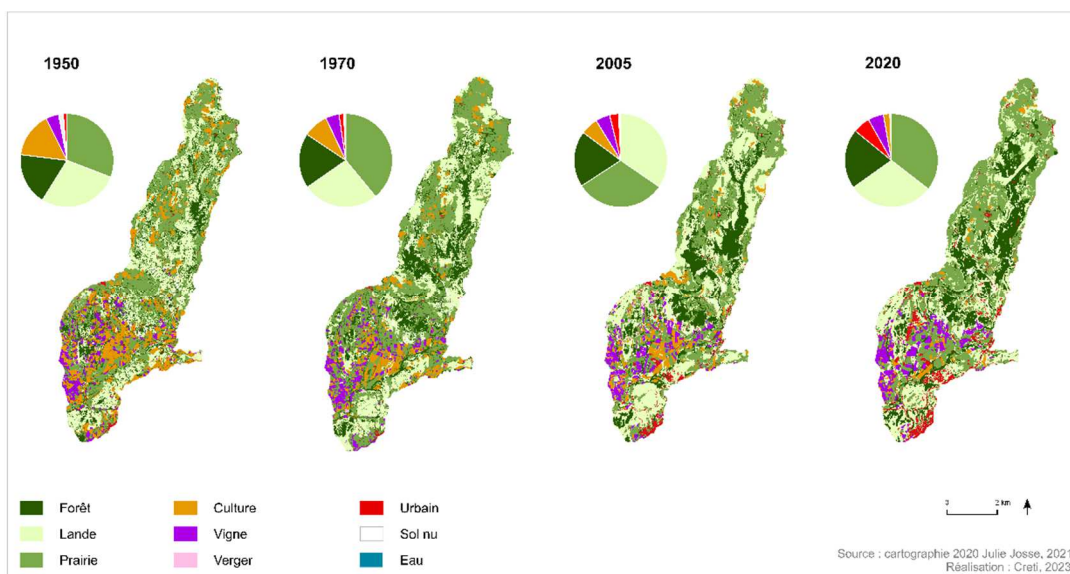 1950
1970
2005
2020
Forêt
Lande
Prairie
Culture
Vigne
Verger
Urbain
Sol nu
Eau
0 2 km
Source : cartographie 2020 Julie Josse, 2021
Réalisation : Creti, 2023